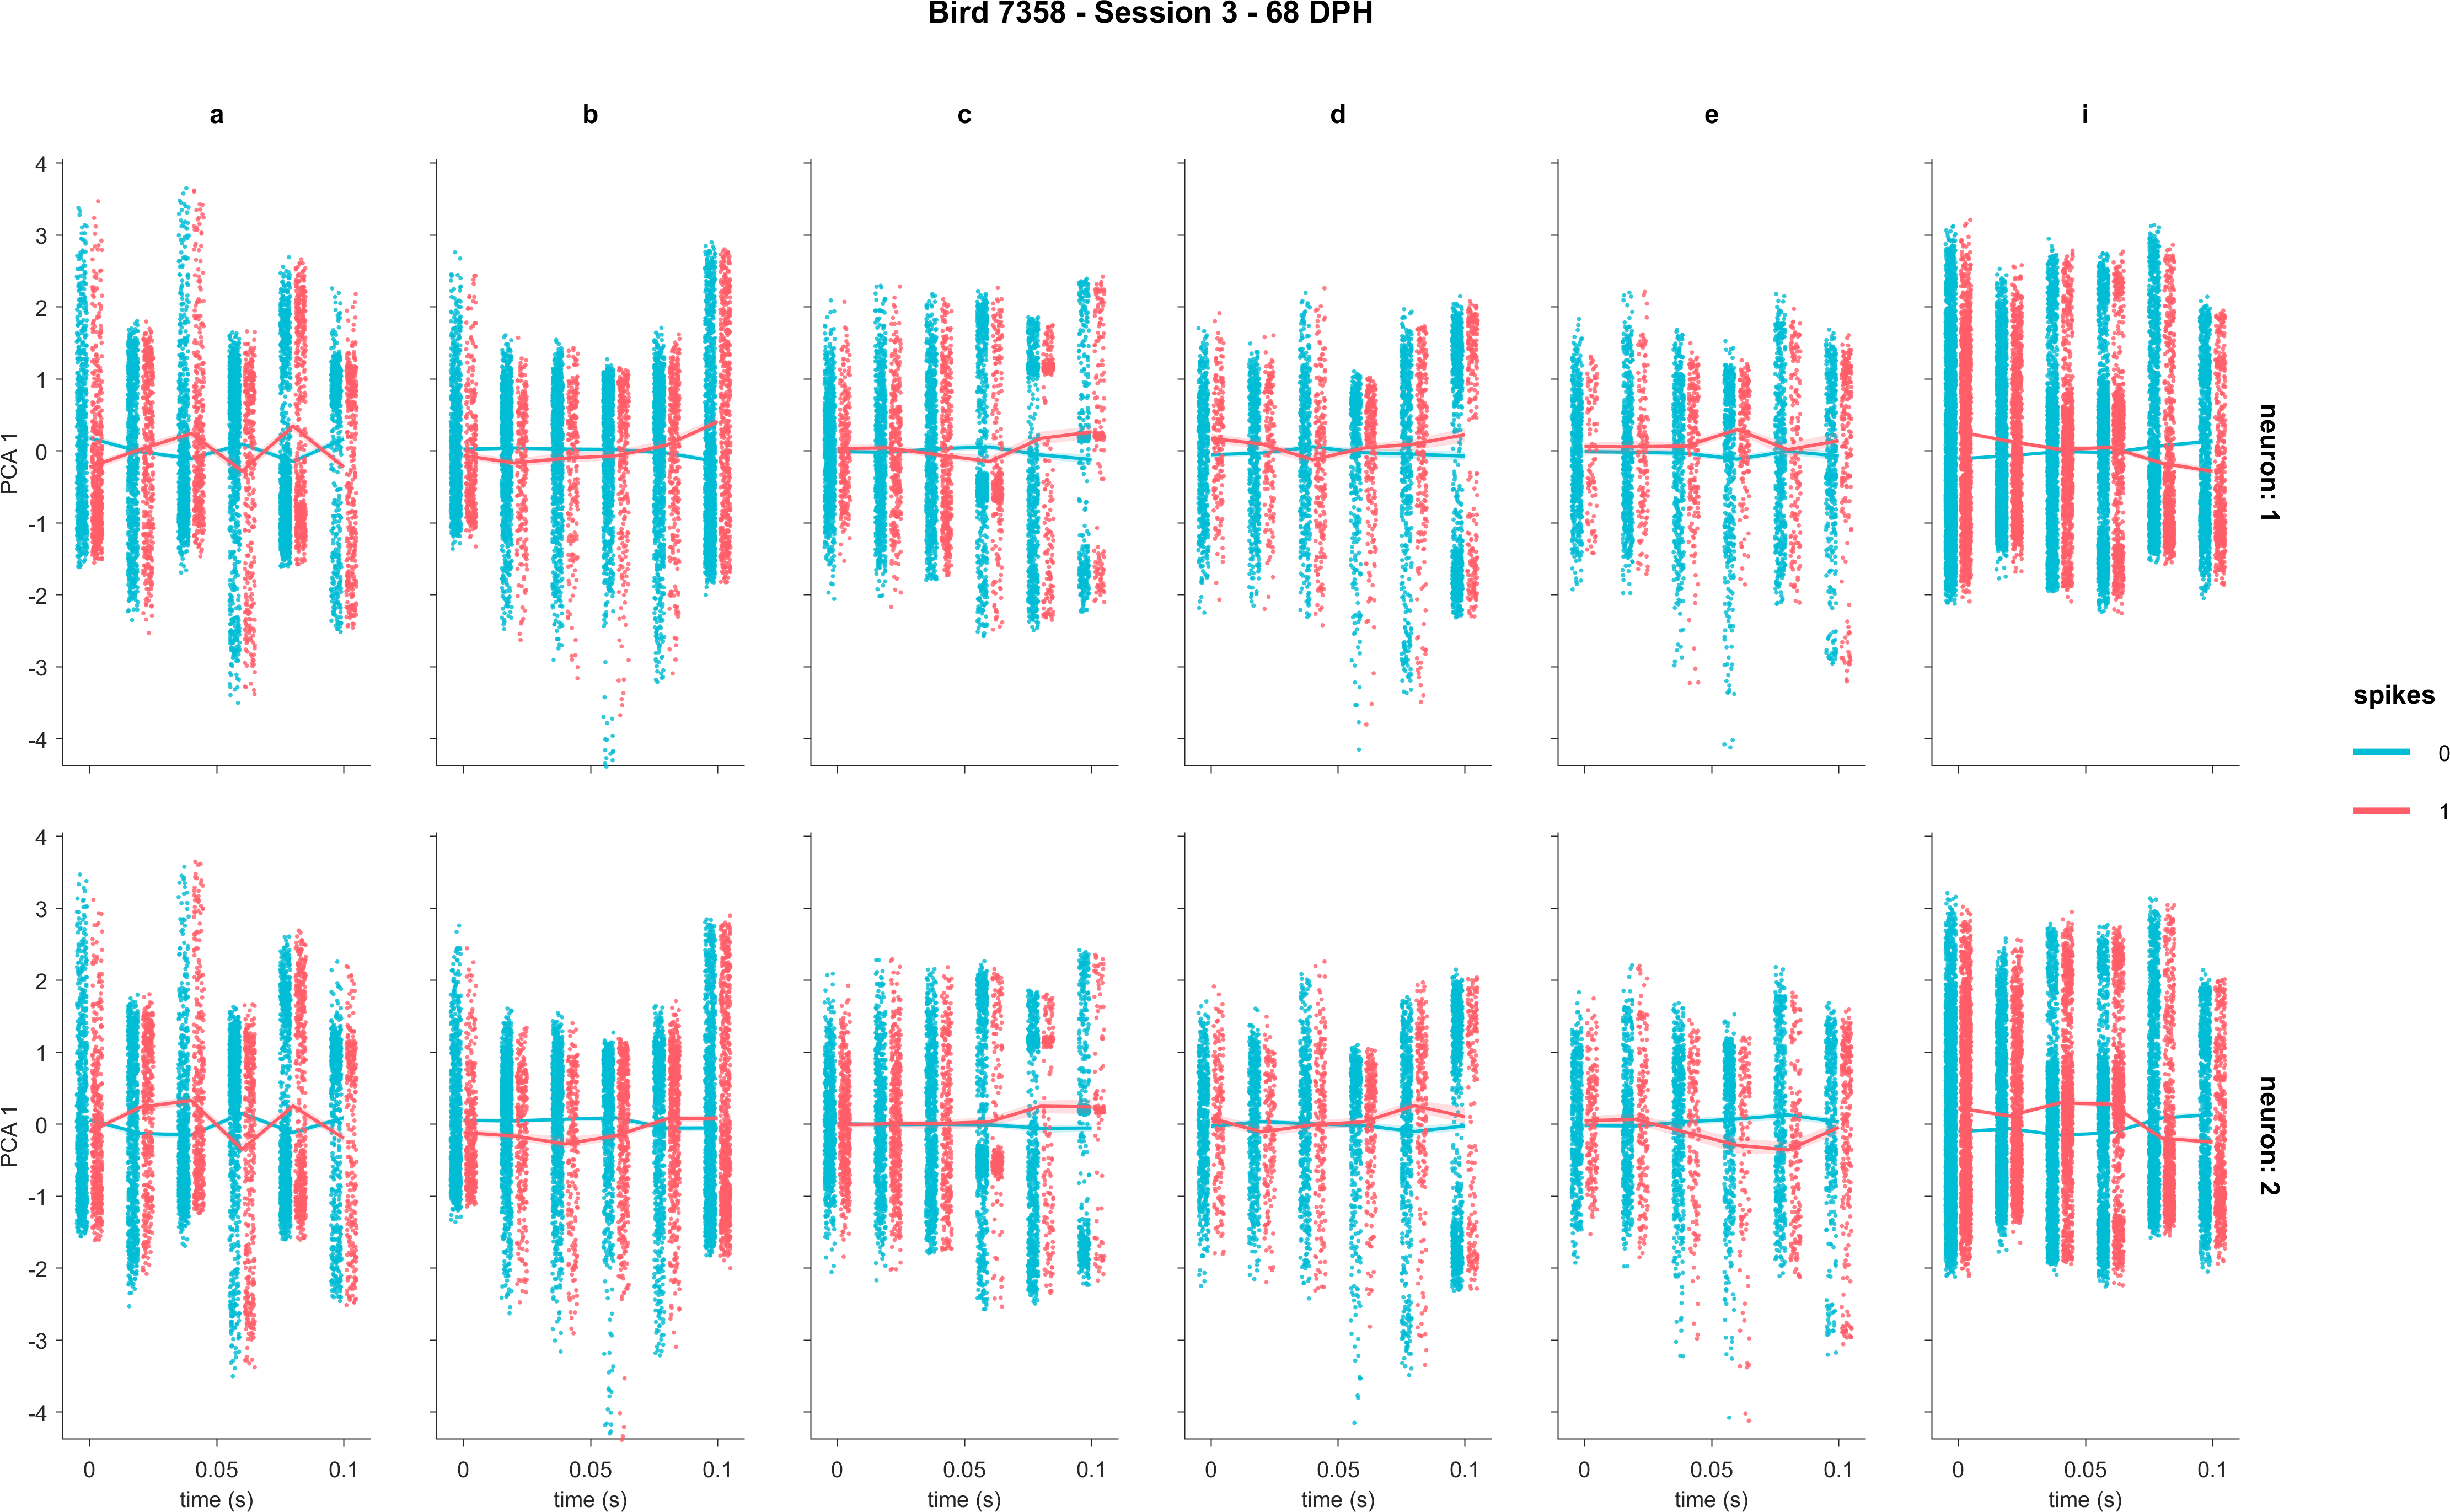 Bird 7358 - Session 3 - 68 DPH
a b c d e i
4
3
2
1
0
-1
-2
-3
-4
PCA 1
neuron: 1
spikes
0
1
4
3
2
1
0
-1
-2
-3
-4
PCA 1
neuron: 2
0 0.05 0.1 0 0.05 0.1 0 0.05 0.1 0 0.05 0.1 0 0.05 0.1 0 0.05 0.1
time (s) time (s) time (s) time (s) time (s) time (s)